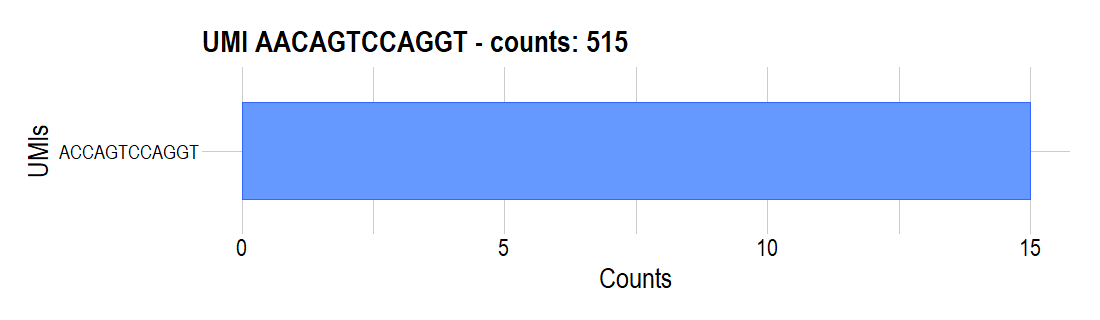 UMI AACAGTCCAGGT - counts: 515
UMIs
ACCAGTCCAGGT
0 5 10 15
Counts